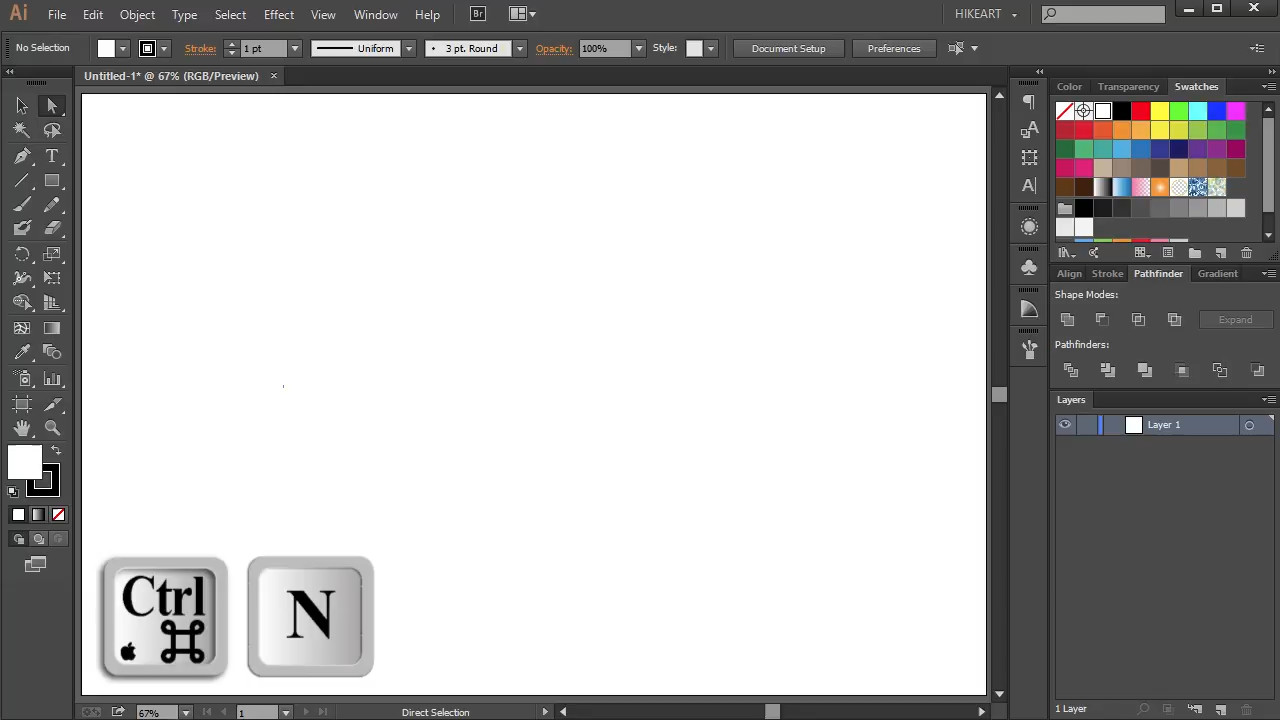 Ai File Edit Object Type Select Effect View Window Help Br HIKEART
No Selection Stroke: 1 pt Uniform 3 pt. Round Opacity: 100% Style: Document Setup Preferences
Untitled-1* @ 67% (RGB/Preview)
Color Transparency Swatches
Align Stroke Pathfinder Gradient
Shape Modes:
Expand
Pathfinders:
Layers
Layer 1
Ctrl N
1 Layer
67% 1 Direct Selection